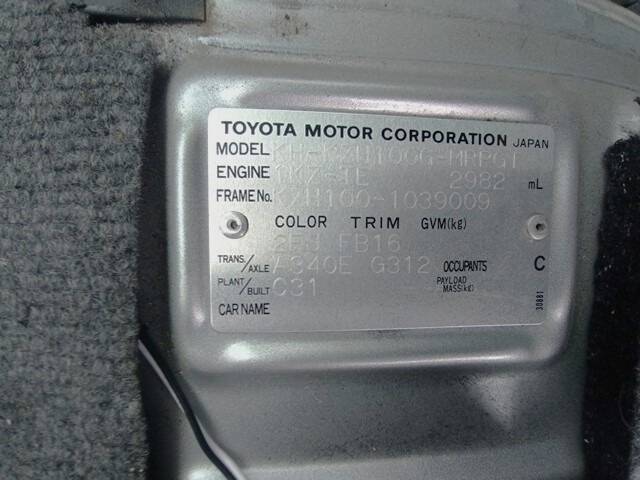 TOYOTA MOTOR CORPORATION JAPAN
MODEL KH-KZH100G-MRPGT
ENGINE 1KZ-TE 2982 mL
FRAME No. KZH100-1039009
COLOR TRIM GVM(kg)
FB16
TRANS./AXLE A340E G312 OCCUPANTS C
PLANT/BUILT C31 PAYLOAD MASS(kg)
CAR NAME
30881